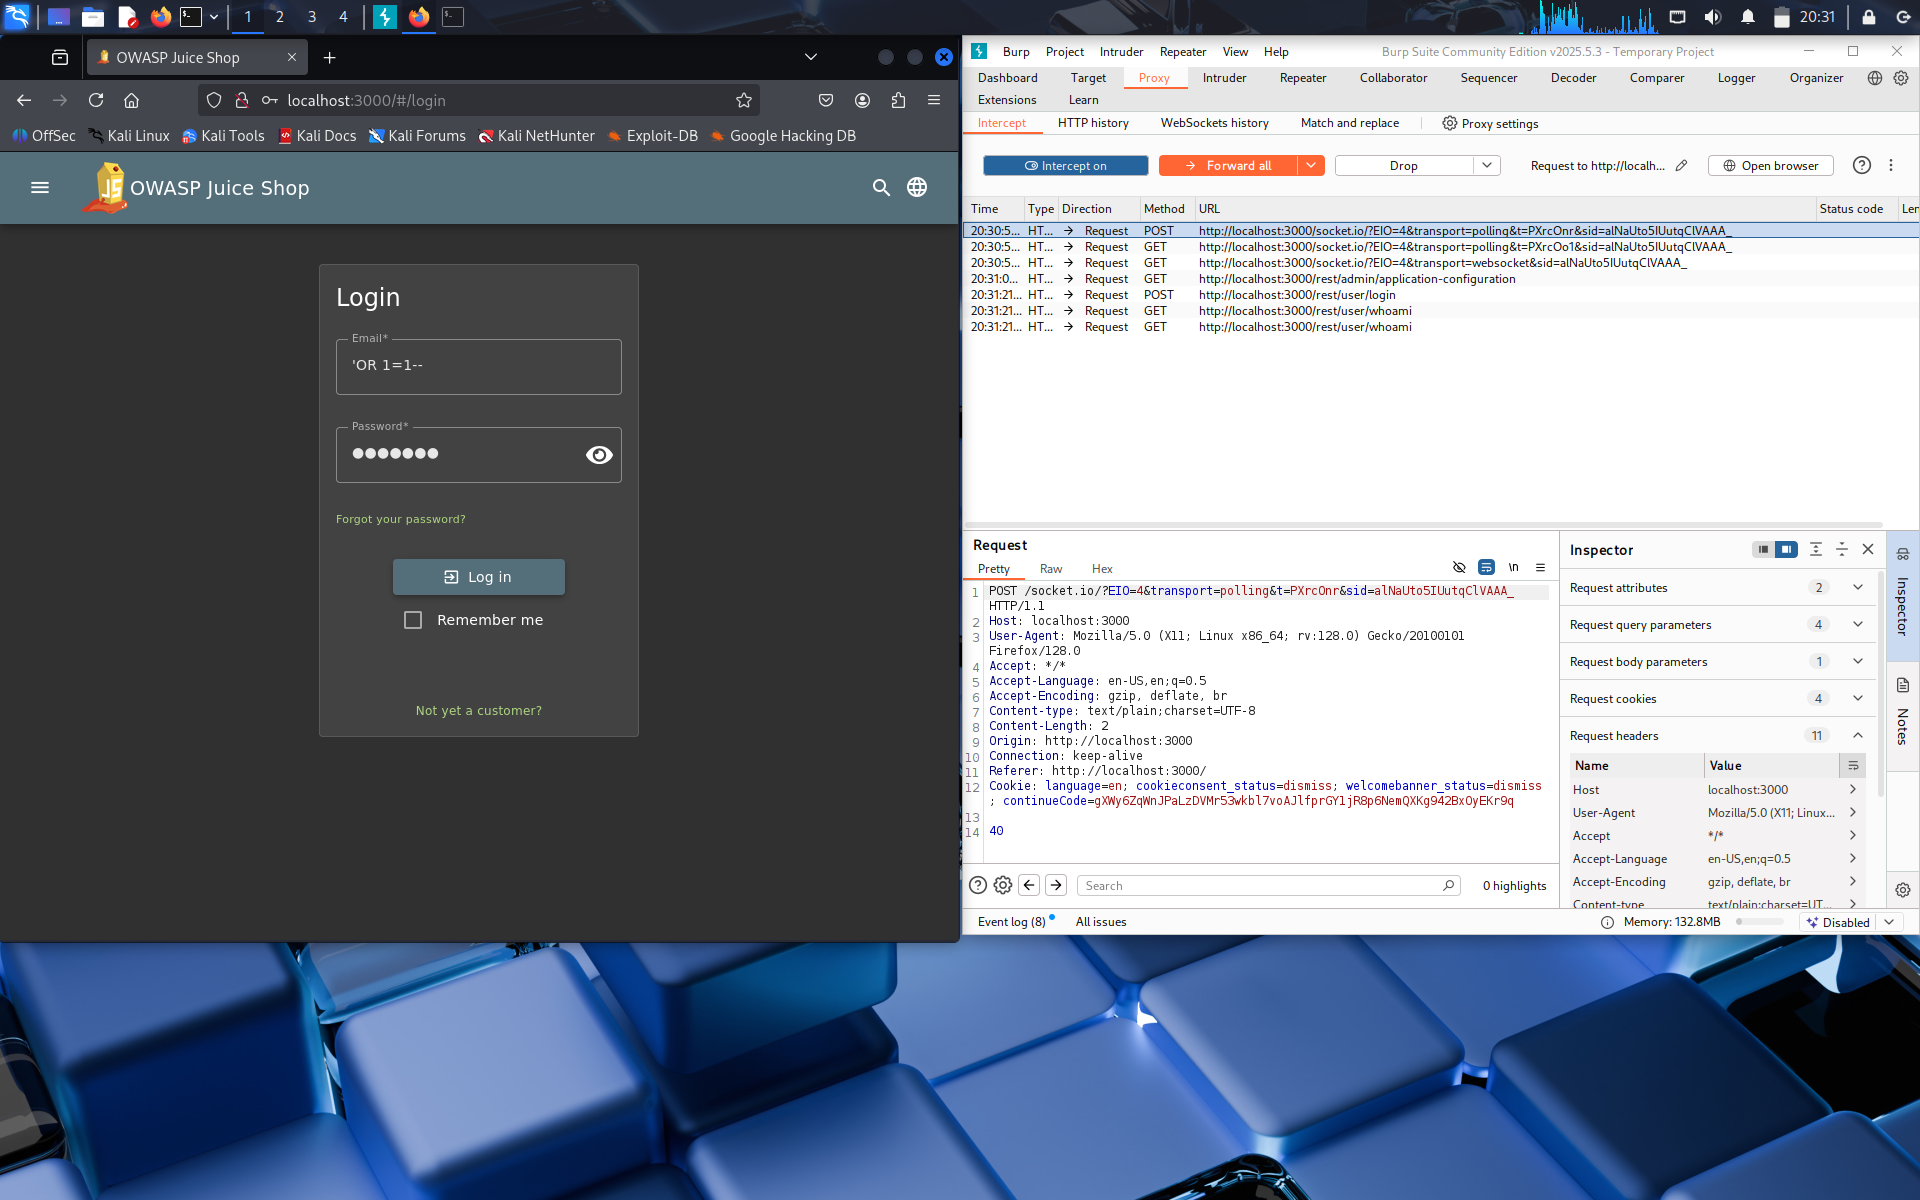 1 2 3 4
20:31
OWASP Juice Shop
localhost:3000/#/login
OffSec Kali Linux Kali Tools Kali Docs Kali Forums Kali NetHunter Exploit-DB Google Hacking DB
OWASP Juice Shop
Login
Email*
'OR 1=1--
Password*
Forgot your password?
Log in
Remember me
Not yet a customer?
Burp Project Intruder Repeater View Help Burp Suite Community Edition v2025.5.3 - Temporary Project
Dashboard Target Proxy Intruder Repeater Collaborator Sequencer Decoder Comparer Logger Organizer
Extensions Learn
Intercept HTTP history WebSockets history Match and replace Proxy settings
Intercept on Forward all Drop Request to http://localh... Open browser
Time Type Direction Method URL Status code Len
20:30:5... HT... Request POST http://localhost:3000/socket.io/?EIO=4&transport=polling&t=PXrcOnr&sid=alNaUto5IUutqClVAAA_
20:30:5... HT... Request GET http://localhost:3000/socket.io/?EIO=4&transport=polling&t=PXrcOo1&sid=alNaUto5IUutqClVAAA_
20:30:5... HT... Request GET http://localhost:3000/socket.io/?EIO=4&transport=websocket&sid=alNaUto5IUutqClVAAA_
20:31:0... HT... Request GET http://localhost:3000/rest/admin/application-configuration
20:31:21... HT... Request POST http://localhost:3000/rest/user/login
20:31:21... HT... Request GET http://localhost:3000/rest/user/whoami
20:31:21... HT... Request GET http://localhost:3000/rest/user/whoami
Request
Pretty Raw Hex \n
1 POST /socket.io/?EIO=4&transport=polling&t=PXrcOnr&sid=alNaUto5IUutqClVAAA_
HTTP/1.1
2 Host: localhost:3000
3 User-Agent: Mozilla/5.0 (X11; Linux x86_64; rv:128.0) Gecko/20100101
Firefox/128.0
4 Accept: */*
5 Accept-Language: en-US,en;q=0.5
6 Accept-Encoding: gzip, deflate, br
7 Content-type: text/plain;charset=UTF-8
8 Content-Length: 2
9 Origin: http://localhost:3000
10 Connection: keep-alive
11 Referer: http://localhost:3000/
12 Cookie: language=en; cookieconsent_status=dismiss; welcomebanner_status=dismiss
; continueCode=gXWy6ZqWnJPaLzDVMr53wkbl7voAJlfprGY1jR8p6NemQXKg942BxOyEKr9q
13
14 40
Search 0 highlights
Inspector
Request attributes 2
Request query parameters 4
Request body parameters 1
Request cookies 4
Request headers 11
Name Value
Host localhost:3000
User-Agent Mozilla/5.0 (X11; Linux...
Accept */*
Accept-Language en-US,en;q=0.5
Accept-Encoding gzip, deflate, br
Content-type text/plain;charset=UT...
Inspector
Notes
Event log (8) All issues Memory: 132.8MB Disabled